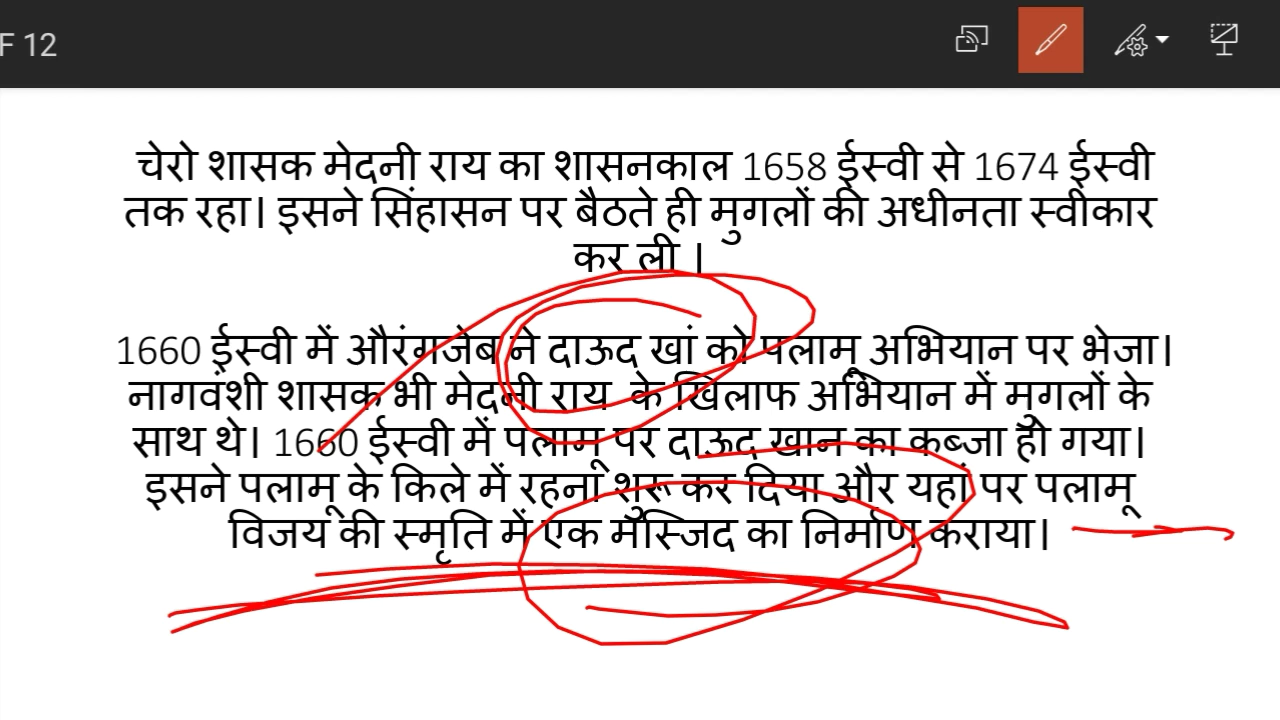 F 12
चेरो शासक मेदनी राय का शासनकाल 1658 ईस्वी से 1674 ईस्वी
तक रहा। इसने सिंहासन पर बैठते ही मुगलों की अधीनता स्वीकार
कर ली ।
1660 ईस्वी में औरंगजेब ने दाऊद खां को पलामू अभियान पर भेजा।
नागवंशी शासक भी मेदनी राय के खिलाफ अभियान में मुगलों के
साथ थे। 1660 ईस्वी में पलामू पर दाऊद खान का कब्जा हो गया।
इसने पलामू के किले में रहना शुरू कर दिया और यहां पर पलामू
विजय की स्मृति में एक मस्जिद का निर्माण कराया।